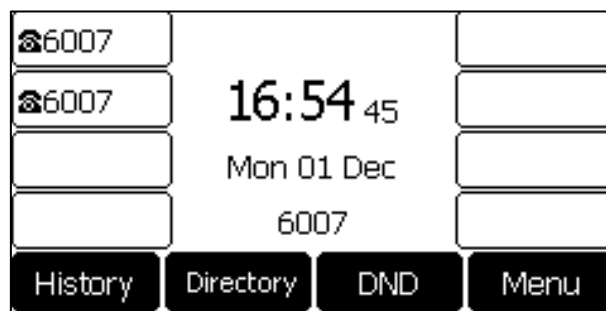 ☎6007
☎6007
16:54 45
Mon 01 Dec
6007
History Directory DND Menu